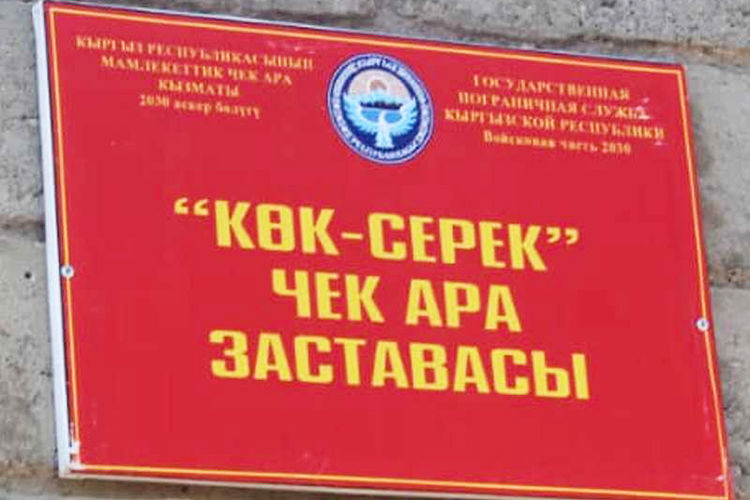 КЫРГЫЗ РЕСПУБЛИКАСЫНЫН
МАМЛЕКЕТТИК ЧЕК АРА
КЫЗМАТЫ
2030 аскер бөлүгү
ГОСУДАРСТВЕННАЯ
ПОГРАНИЧНАЯ СЛУЖБА
КЫРГЫЗСКОЙ РЕСПУБЛИКИ
Войсковая часть 2030
“КӨК-СЕРЕК”
ЧЕК АРА
ЗАСТАВАСЫ